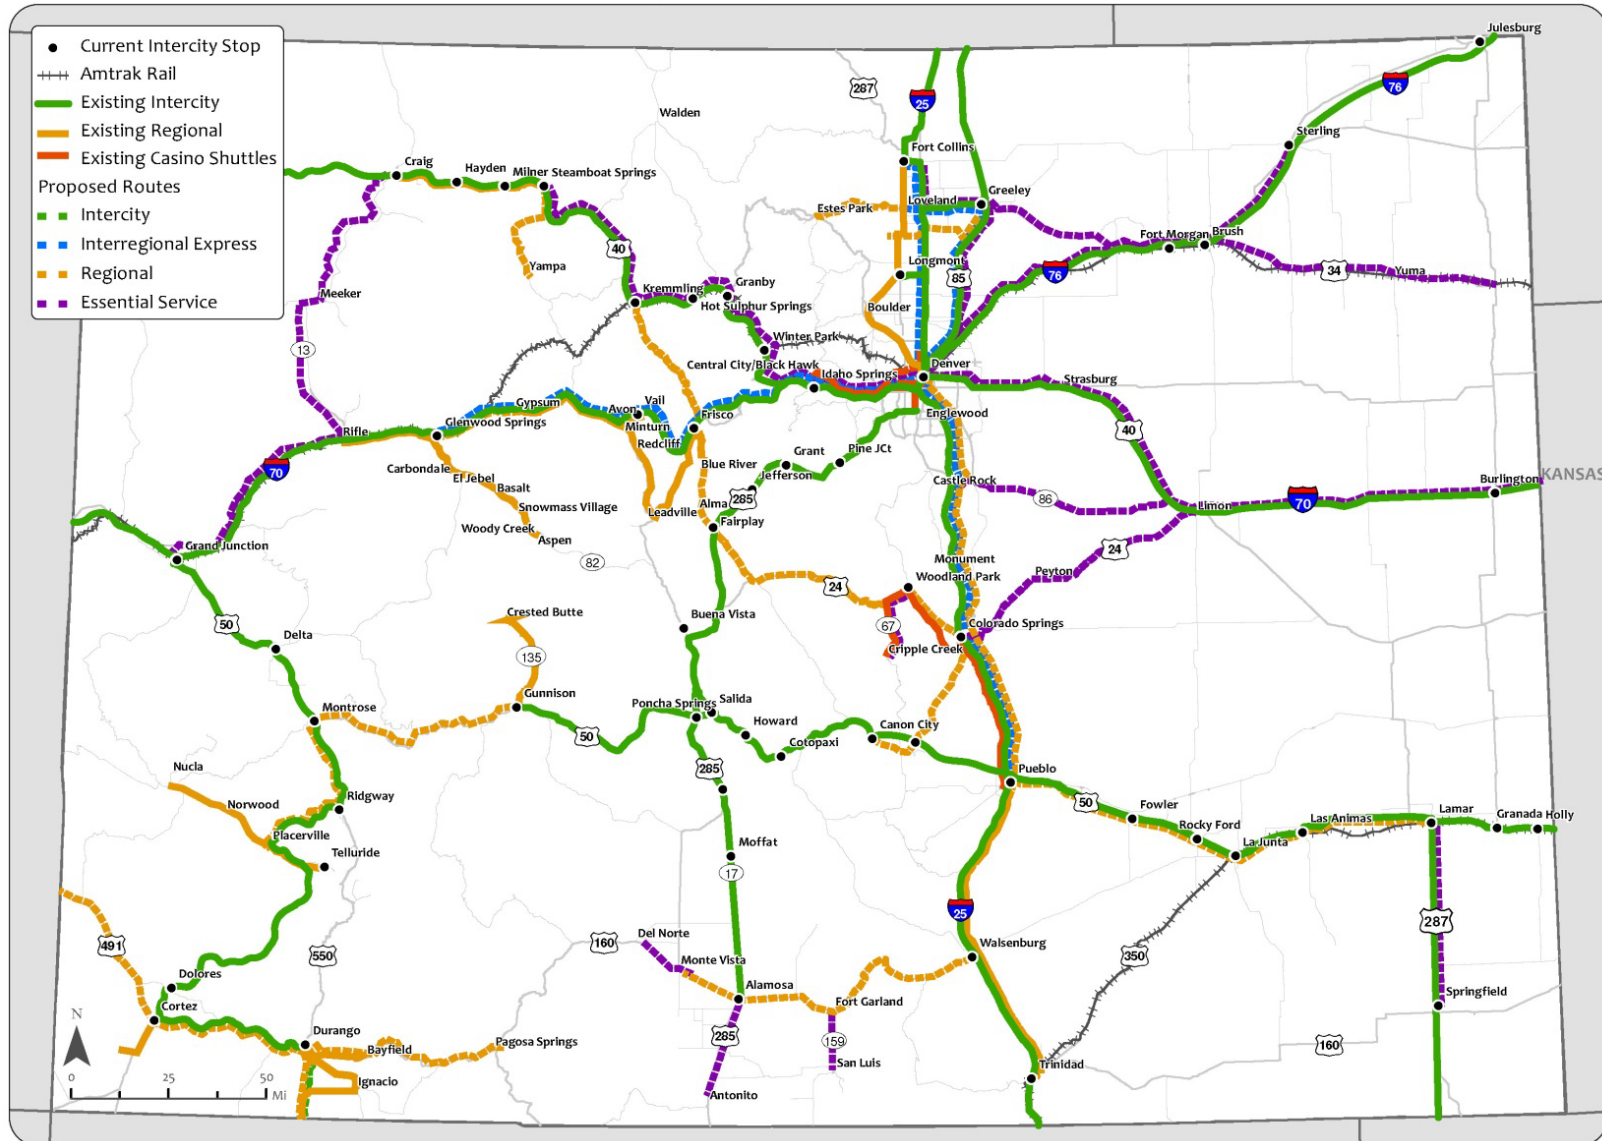 Current Intercity Stop
Amtrak Rail
Existing Intercity
Existing Regional
Existing Casino Shuttles
Proposed Routes
Intercity
Interregional Express
Regional
Essential Service
Julesburg
76
287
25
Walden
Sterling
Fort Collins
Craig
Hayden
Milner
Steamboat Springs
Greeley
Loveland
Estes Park
Fort Morgan
Brush
40
Yampa
Longmont
85
76
34
Yuma
Meeker
Kremmling
Granby
Hot Sulphur Springs
Boulder
13
Winter Park
Central City/Black Hawk
Idaho Springs
Denver
Strasburg
Gypsum
Avon
Vail
Minturn
Redcliff
Frisco
Englewood
Glenwood Springs
Rifle
40
70
Carbondale
El Jebel
Basalt
Snowmass Village
Woody Creek
Aspen
82
Leadville
Blue River
Grant
Jefferson
Pine JCt
285
Alma
Fairplay
Castle Rock
86
Limon
70
Burlington
KANSAS
Grand Junction
24
Monument
Woodland Park
Peyton
24
50
Delta
Crested Butte
135
Buena Vista
67
Cripple Creek
Colorado Springs
Montrose
Gunnison
50
Poncha Springs
Salida
Howard
Cotopaxi
Canon City
Nucla
Norwood
Ridgway
Placerville
Telluride
285
Pueblo
50
Fowler
Rocky Ford
La Junta
Las Animas
Lamar
Granada
Holly
Moffat
17
25
287
491
550
160
Del Norte
Monte Vista
Walsenburg
350
Dolores
Cortez
Alamosa
Fort Garland
Springfield
N
Durango
Bayfield
Pagosa Springs
285
159
San Luis
160
Ignacio
Antonito
Trinidad
0
25
50
Mi